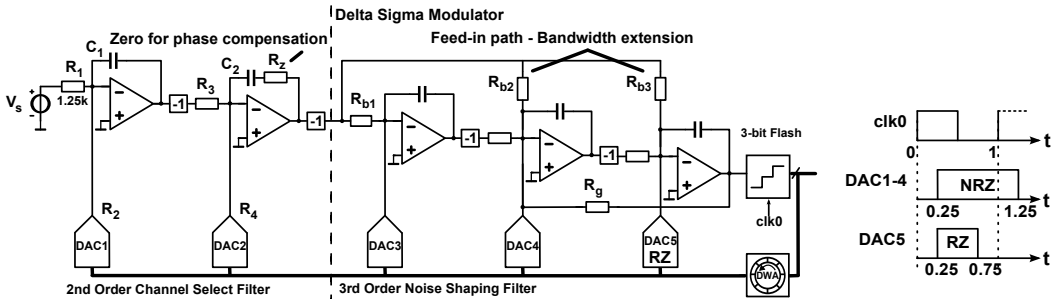 Delta Sigma Modulator
Zero for phase compensation
Feed-in path - Bandwidth extension
C1
R1
1.25k
Vs
+
-
-1
R3
C2
Rz
-1
Rb1
Rb2
Rb3
-1
-1
Rg
3-bit Flash
clk0
R2
R4
DAC1
DAC2
DAC3
DAC4
DAC5
RZ
DWA
2nd Order Channel Select Filter
3rd Order Noise Shaping Filter
clk0
0
1
t
DAC1-4
NRZ
t
0.25
1.25
DAC5
RZ
t
0.25
0.75